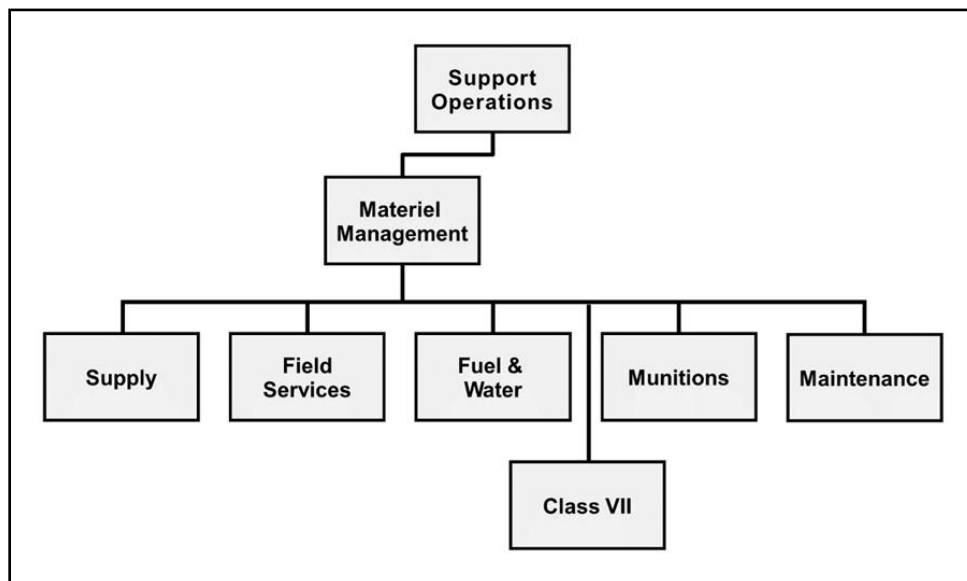 Support
Operations
Materiel
Management
Supply
Field
Services
Fuel &
Water
Munitions
Maintenance
Class VII